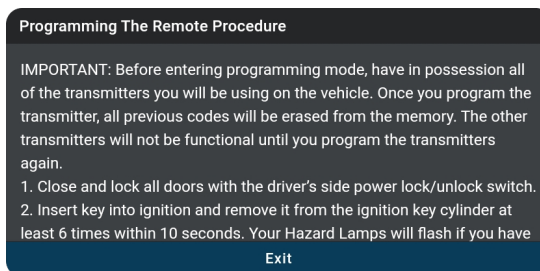 Programming The Remote Procedure
IMPORTANT: Before entering programming mode, have in possession all
of the transmitters you will be using on the vehicle. Once you program the
transmitter, all previous codes will be erased from the memory. The other
transmitters will not be functional until you program the transmitters
again.
1. Close and lock all doors with the driver’s side power lock/unlock switch.
2. Insert key into ignition and remove it from the ignition key cylinder at
least 6 times within 10 seconds. Your Hazard Lamps will flash if you have
Exit